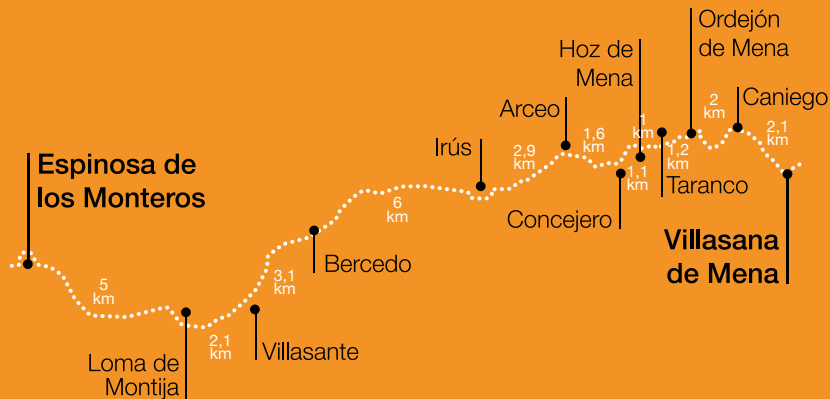 Espinosa de
los Monteros
5
km
Loma de
Montija
2,1
km
Villasante
3,1
km
Bercedo
6
km
Irús
2,9
km
Arceo
1,6
km
Concejero
1,1
km
Hoz de
Mena
1
km
Taranco
1,2
km
Ordejón
de Mena
2
km
Caniego
2,1
km
Villasana
de Mena